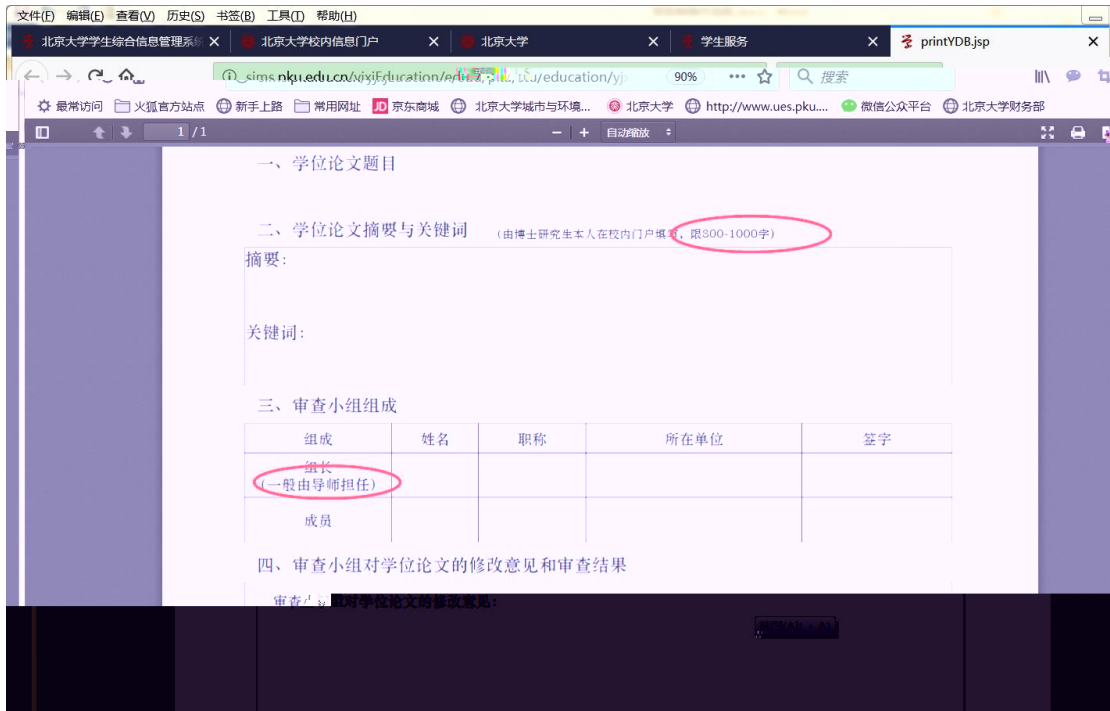 文件(F) 编辑(E) 查看(V) 历史(S) 书签(B) 工具(T) 帮助(H)
北京大学学生综合信息管理系统 北京大学校内信息门户 北京大学 学生服务 printYDB.jsp
sims.pku.edu.cn 90% 搜索
最常访问 火狐官方站点 新手上路 常用网址 JD 京东商城 北京大学城市与环境... 北京大学 http://www.ues.pku.... 微信公众平台 北京大学财务部
1 / 1 自动缩放
一、学位论文题目
二、学位论文摘要与关键词 (由博士研究生本人在校内门户填写，限800-1000字)
摘要:
关键词:
三、审查小组组成
组成 姓名 职称 所在单位 签字
组长
(一般由导师担任)
成员
四、审查小组对学位论文的修改意见和审查结果
审查小组对学位论文的修改意见: